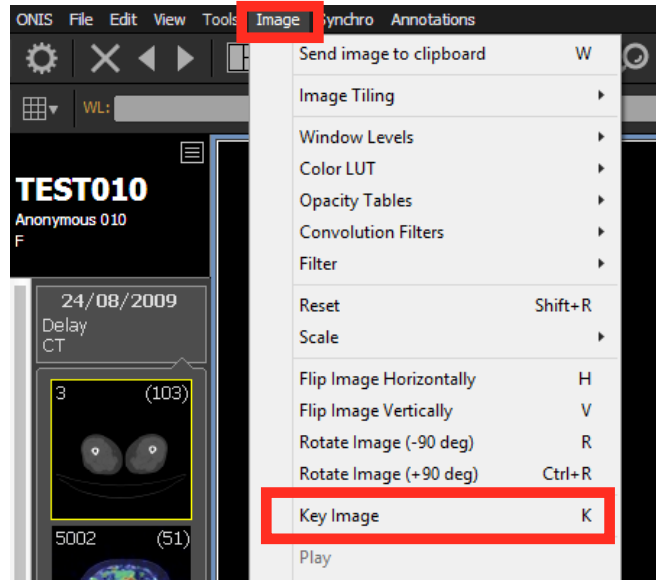 ONIS File Edit View Tools Image Synchro Annotations
WL:
TEST010
Anonymous 010
F
24/08/2009
Delay
CT
3 (103)
5002 (51)
Send image to clipboard W
Image Tiling
Window Levels
Color LUT
Opacity Tables
Convolution Filters
Filter
Reset Shift+R
Scale
Flip Image Horizontally H
Flip Image Vertically V
Rotate Image (-90 deg) R
Rotate Image (+90 deg) Ctrl+R
Key Image K
Play